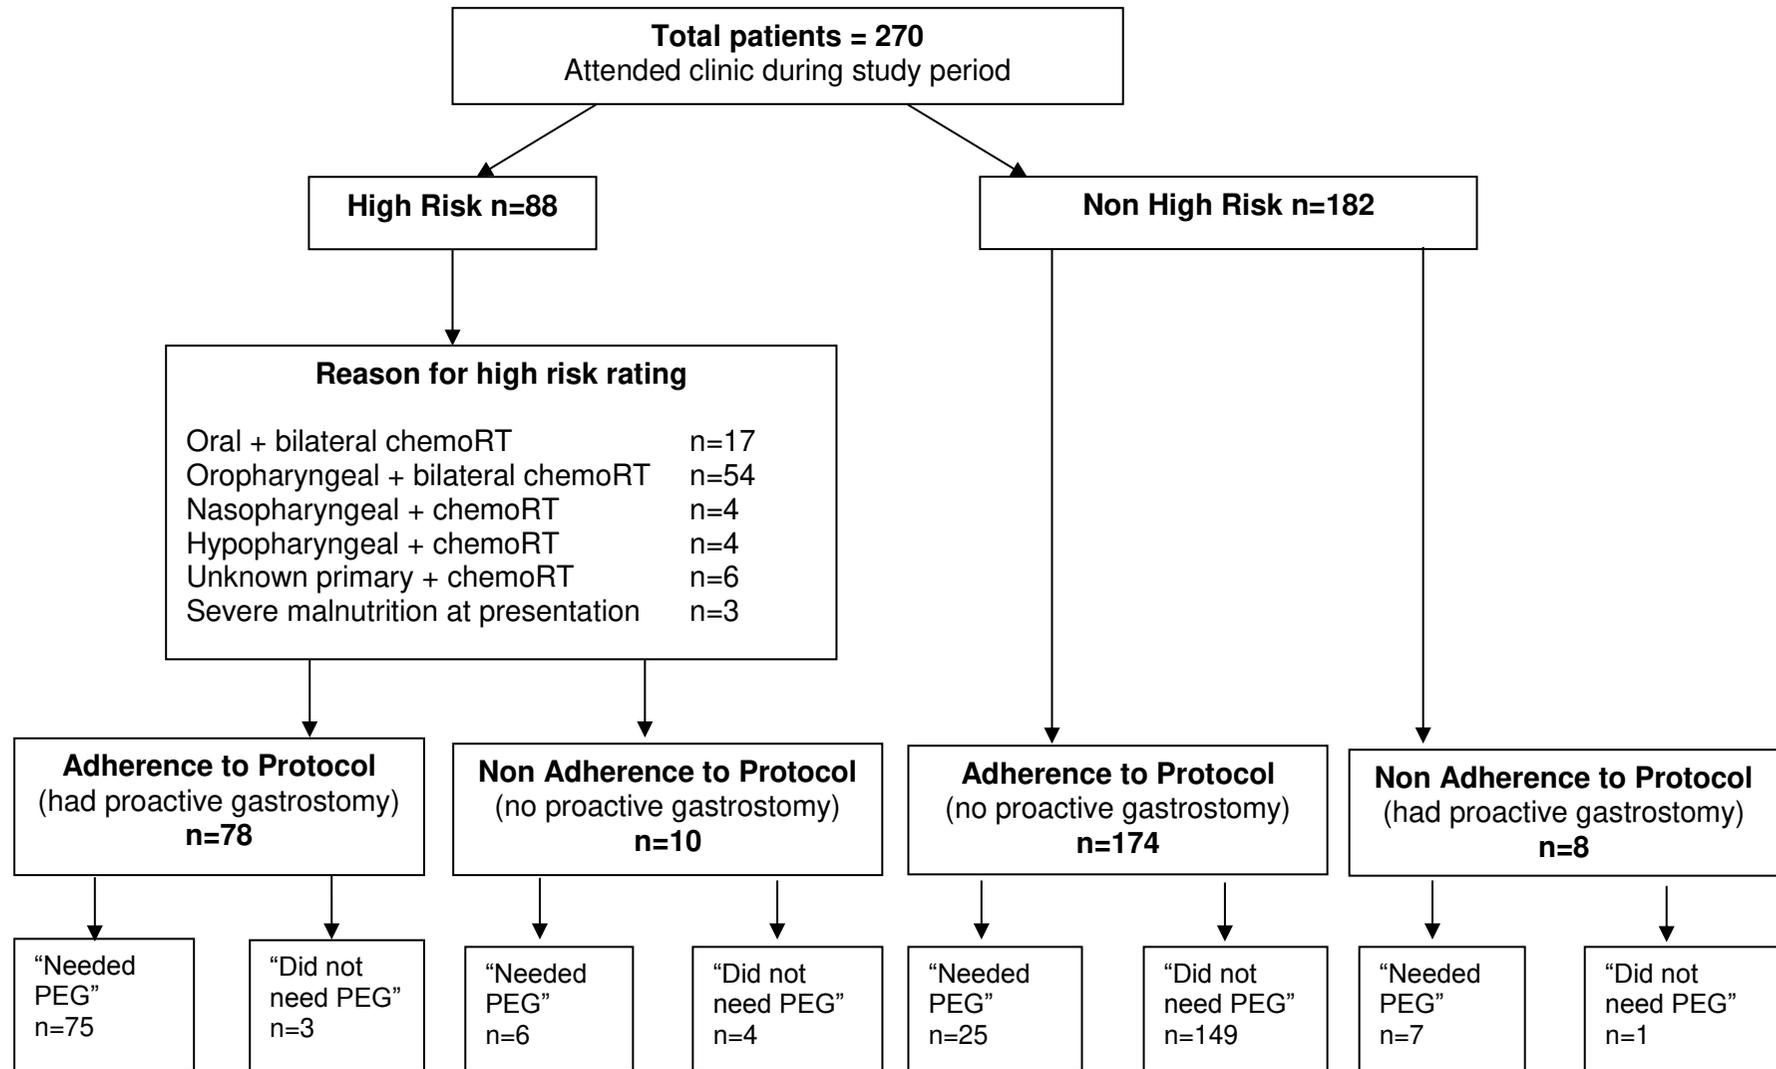 Total patients = 270
Attended clinic during study period
High Risk n=88
Non High Risk n=182
Reason for high risk rating
Oral + bilateral chemoRT n=17
Oropharyngeal + bilateral chemoRT n=54
Nasopharyngeal + chemoRT n=4
Hypopharyngeal + chemoRT n=4
Unknown primary + chemoRT n=6
Severe malnutrition at presentation n=3
Adherence to Protocol
(had proactive gastrostomy)
n=78
Non Adherence to Protocol
(no proactive gastrostomy)
n=10
Adherence to Protocol
(no proactive gastrostomy)
n=174
Non Adherence to Protocol
(had proactive gastrostomy)
n=8
“Needed
PEG”
n=75
“Did not
need PEG”
n=3
“Needed
PEG”
n=6
“Did not
need PEG”
n=4
“Needed
PEG”
n=25
“Did not
need PEG”
n=149
“Needed
PEG”
n=7
“Did not
need PEG”
n=1